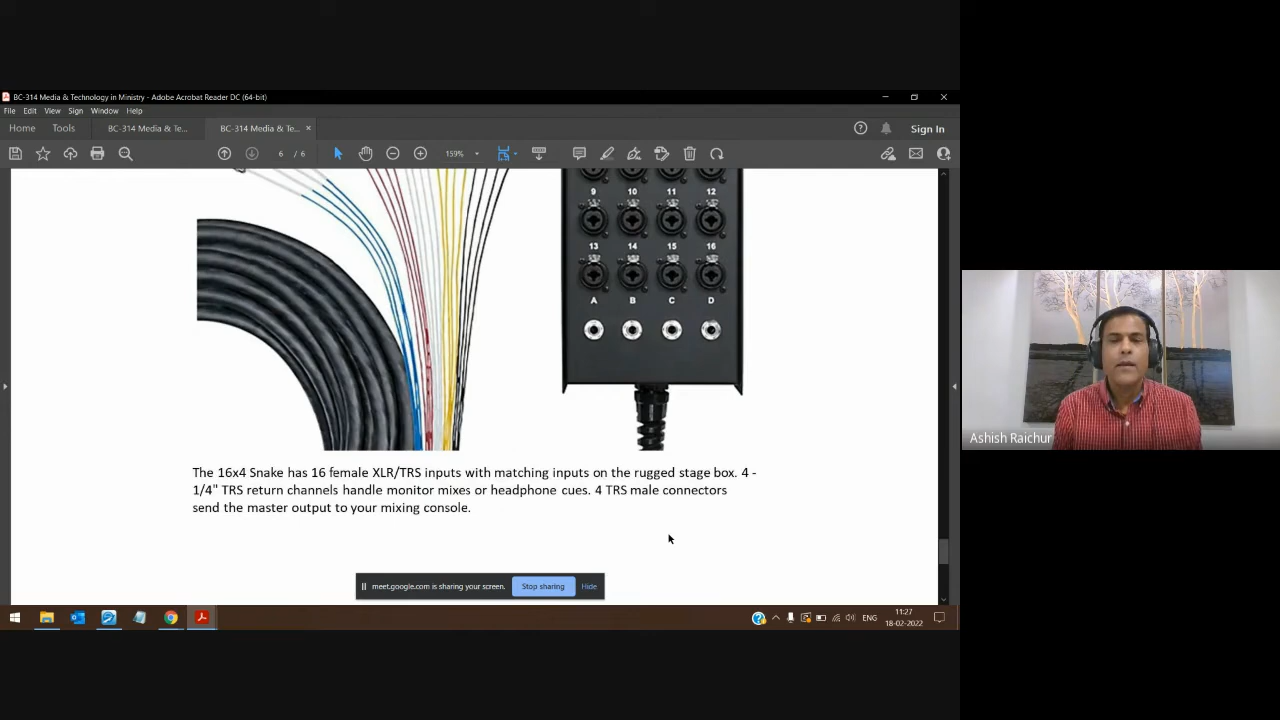 BC-314 Media & Technology in Ministry - Adobe Acrobat Reader DC (64-bit)
File Edit View Sign Window Help
Home Tools BC-314 Media & Te... BC-314 Media & Te... × Sign In
6 / 6 159%
9 10 11 12
13 14 15 16
A B C D
The 16x4 Snake has 16 female XLR/TRS inputs with matching inputs on the rugged stage box. 4 -
1/4" TRS return channels handle monitor mixes or headphone cues. 4 TRS male connectors
send the master output to your mixing console.
meet.google.com is sharing your screen. Stop sharing Hide
ENG 11:27
18-02-2022
Ashish Raichur